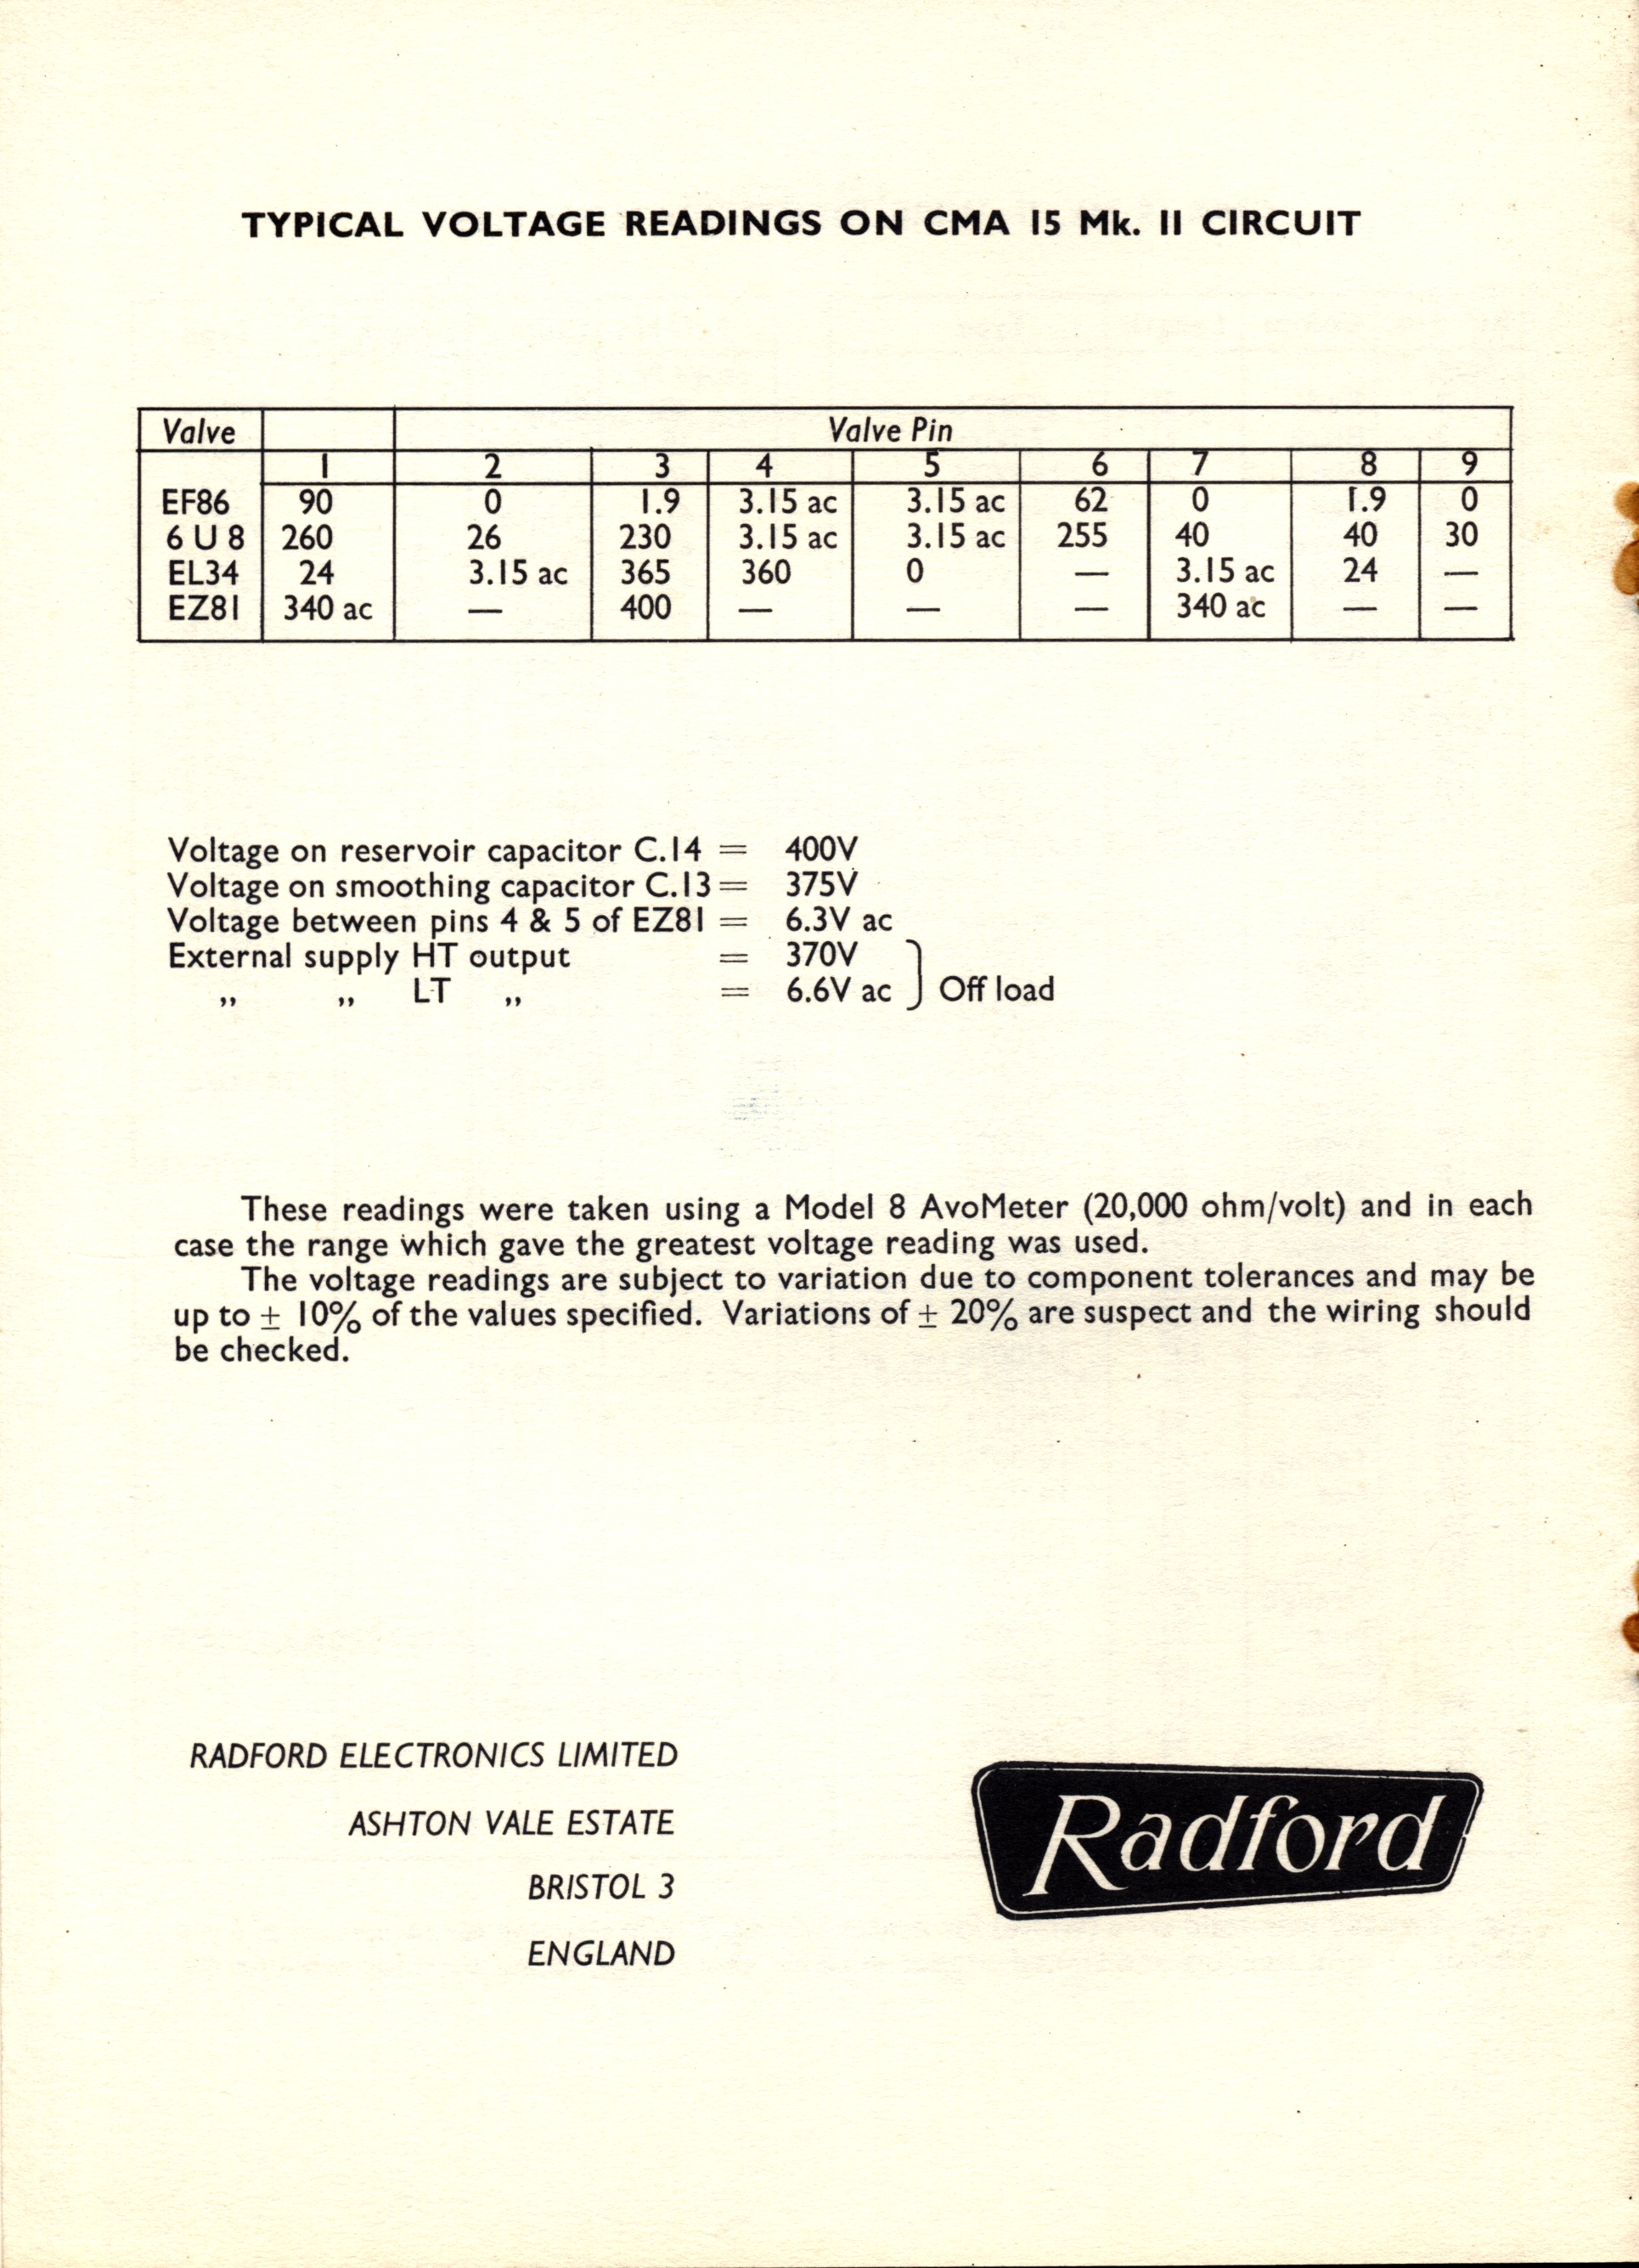 TYPICAL VOLTAGE READINGS ON CMA 15 Mk. II CIRCUIT
Valve Valve Pin
1 2 3 4 5 6 7 8 9
EF86 90 0 1.9 3.15 ac 3.15 ac 62 0 1.9 0
6 U 8 260 26 230 3.15 ac 3.15 ac 255 40 40 30
EL34 24 3.15 ac 365 360 0 — 3.15 ac 24 —
EZ81 340 ac — 400 — — — 340 ac — —
Voltage on reservoir capacitor C.14 = 400V
Voltage on smoothing capacitor C.13 = 375V
Voltage between pins 4 & 5 of EZ81 = 6.3V ac
External supply HT output = 370V
,, ,, LT ,, = 6.6V ac } Off load
These readings were taken using a Model 8 AvoMeter (20,000 ohm/volt) and in each
case the range which gave the greatest voltage reading was used.
The voltage readings are subject to variation due to component tolerances and may be
up to ± 10% of the values specified. Variations of ± 20% are suspect and the wiring should
be checked.
RADFORD ELECTRONICS LIMITED
ASHTON VALE ESTATE
BRISTOL 3
ENGLAND
Radford